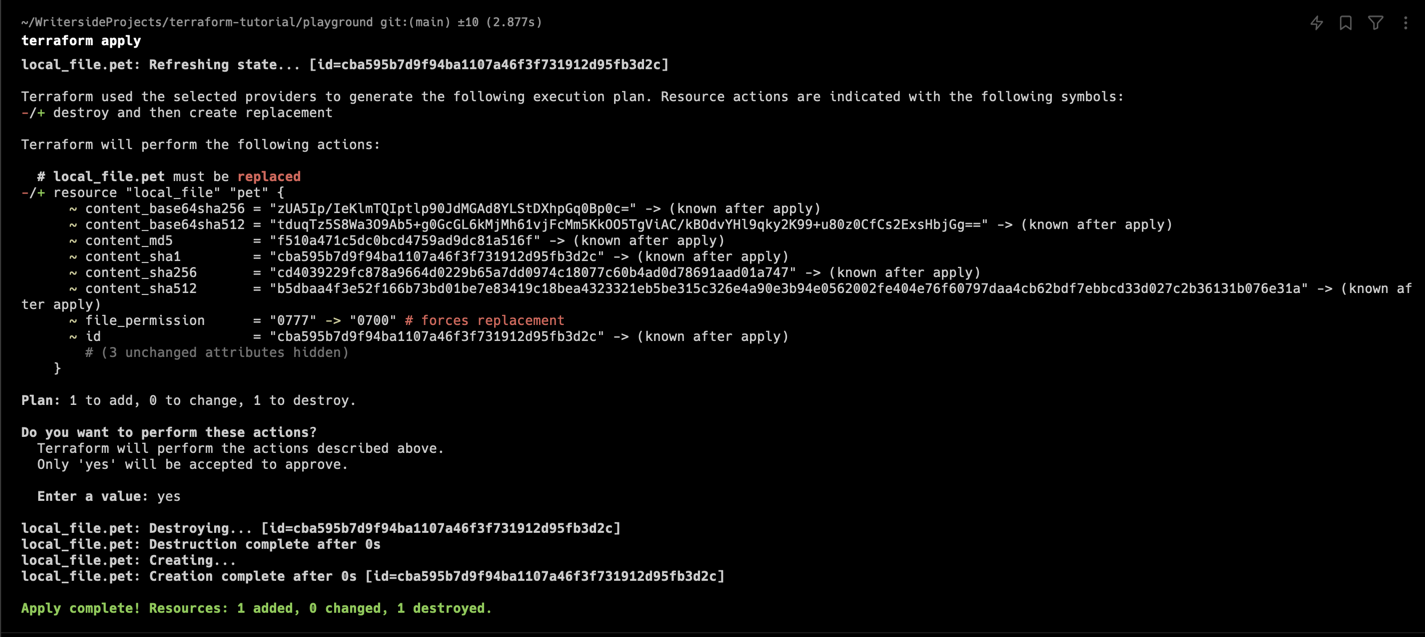 ~/WritersideProjects/terraform-tutorial/playground git:(main) ±10 (2.877s)
terraform apply
local_file.pet: Refreshing state... [id=cba595b7d9f94ba1107a46f3f731912d95fb3d2c]
Terraform used the selected providers to generate the following execution plan. Resource actions are indicated with the following symbols:
-/+ destroy and then create replacement
Terraform will perform the following actions:
# local_file.pet must be replaced
-/+ resource "local_file" "pet" {
~ content_base64sha256 = "zUA5Ip/IeKlmTQIptlp90JdMGAd8YLStDXhpGq0Bp0c=" -> (known after apply)
~ content_base64sha512 = "tduqTz5S8Wa3O9Ab5+g0GcGL6kMjMh61vjFcMm5KkOO5TgViAC/kBOdvYHl9qky2K99+u80z0CfCs2ExsHbjGg==" -> (known after apply)
~ content_md5 = "f510a471c5dc0bcd4759ad9dc81a516f" -> (known after apply)
~ content_sha1 = "cba595b7d9f94ba1107a46f3f731912d95fb3d2c" -> (known after apply)
~ content_sha256 = "cd4039229fc878a9664d0229b65a7dd0974c18077c60b4ad0d78691aad01a747" -> (known after apply)
~ content_sha512 = "b5dbaa4f3e52f166b73bd01be7e83419c18bea4323321eb5be315c326e4a90e3b94e0562002fe404e76f60797daa4cb62bdf7ebbcd33d027c2b36131b076e31a" -> (known af
ter apply)
~ file_permission = "0777" -> "0700" # forces replacement
~ id = "cba595b7d9f94ba1107a46f3f731912d95fb3d2c" -> (known after apply)
# (3 unchanged attributes hidden)
}
Plan: 1 to add, 0 to change, 1 to destroy.
Do you want to perform these actions?
Terraform will perform the actions described above.
Only 'yes' will be accepted to approve.
Enter a value: yes
local_file.pet: Destroying... [id=cba595b7d9f94ba1107a46f3f731912d95fb3d2c]
local_file.pet: Destruction complete after 0s
local_file.pet: Creating...
local_file.pet: Creation complete after 0s [id=cba595b7d9f94ba1107a46f3f731912d95fb3d2c]
Apply complete! Resources: 1 added, 0 changed, 1 destroyed.